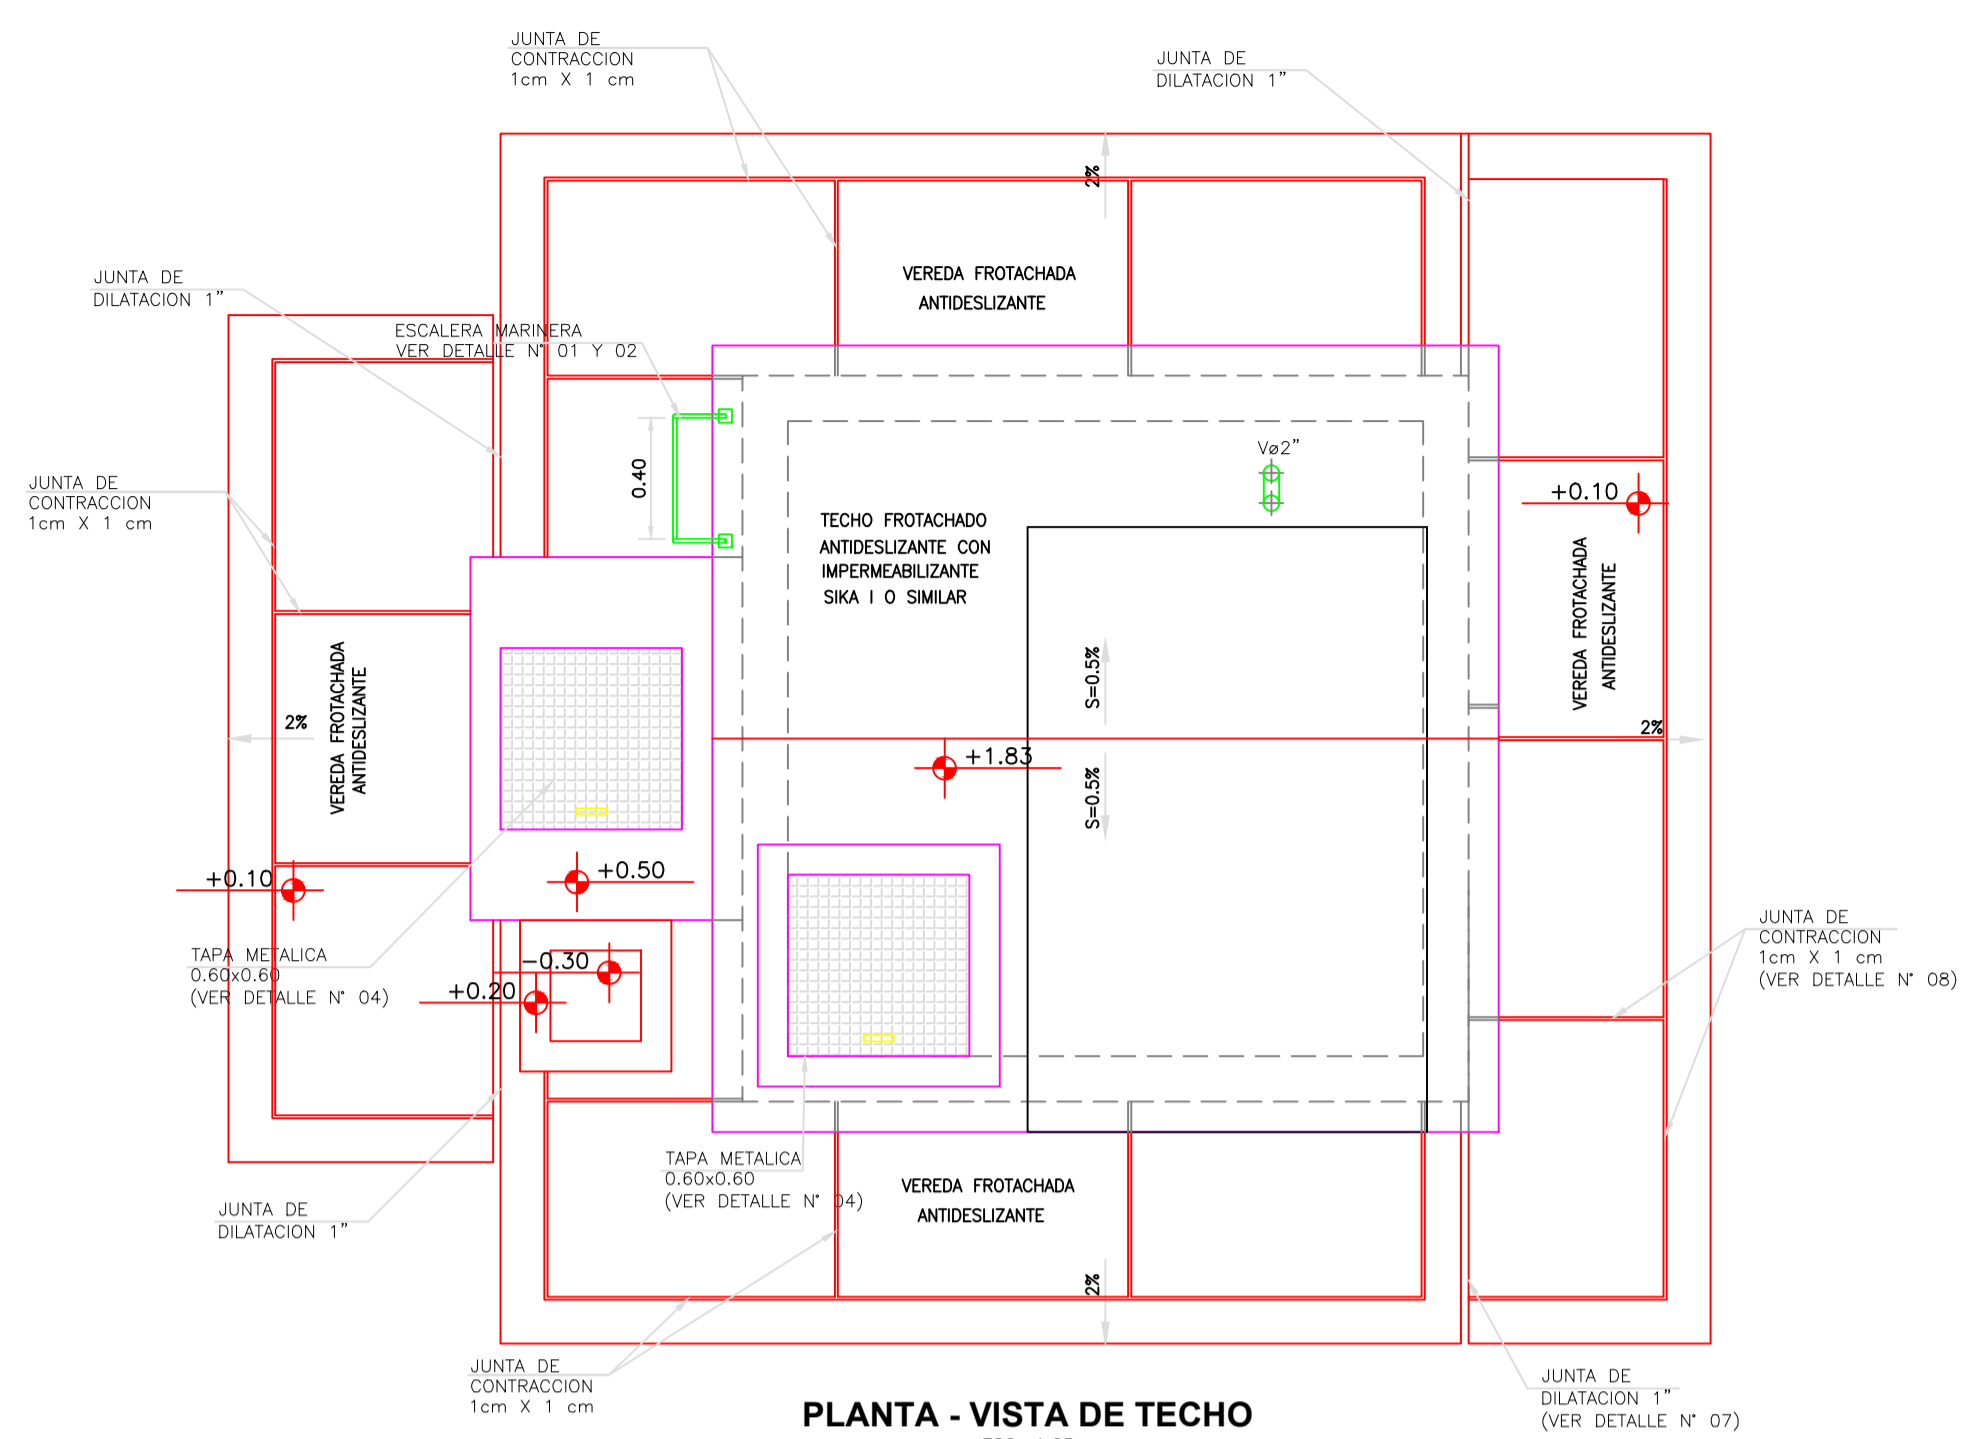 JUNTA DE
CONTRACCION
1cm X 1 cm
JUNTA DE
DILATACION 1"
2%
JUNTA DE
DILATACION 1"
VEREDA FROTACHADA
ANTIDESLIZANTE
ESCALERA MARINERA
VER DETALLE N° 01 Y 02
JUNTA DE
CONTRACCION
1cm X 1 cm
0.40
Vø2"
+0.10
TECHO FROTACHADO
ANTIDESLIZANTE CON
IMPERMEABILIZANTE
SIKA I O SIMILAR
VEREDA FROTACHADA
ANTIDESLIZANTE
S=0.5%
VEREDA FROTACHADA
ANTIDESLIZANTE
2%
2%
+1.83
S=0.5%
+0.10
+0.50
TAPA METALICA
0.60x0.60
(VER DETALLE N° 04)
-0.30
+0.20
JUNTA DE
CONTRACCION
1cm X 1 cm
(VER DETALLE N° 08)
TAPA METALICA
0.60x0.60
(VER DETALLE N° 04)
VEREDA FROTACHADA
ANTIDESLIZANTE
JUNTA DE
DILATACION 1"
2%
JUNTA DE
CONTRACCION
1cm X 1 cm
JUNTA DE
DILATACION 1"
(VER DETALLE N° 07)
PLANTA - VISTA DE TECHO